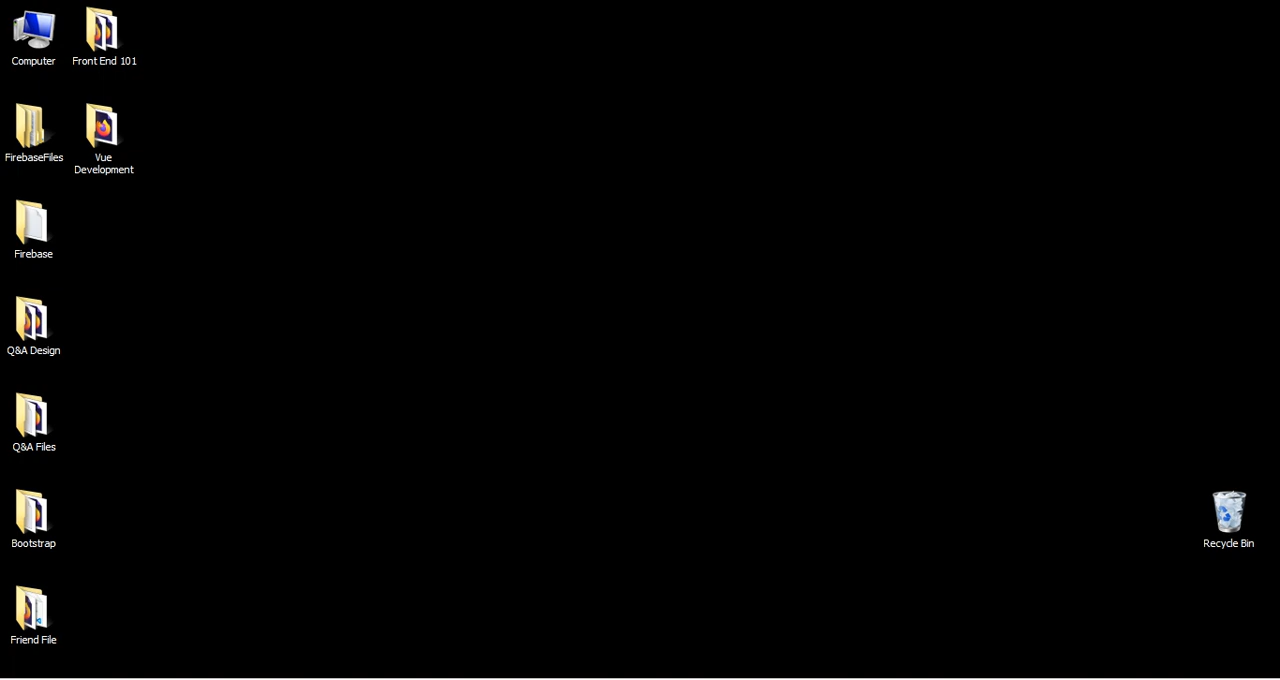 Computer
Front End 101
FirebaseFiles
Vue
Development
Firebase
Q&A Design
Q&A Files
Bootstrap
Recycle Bin
Friend File